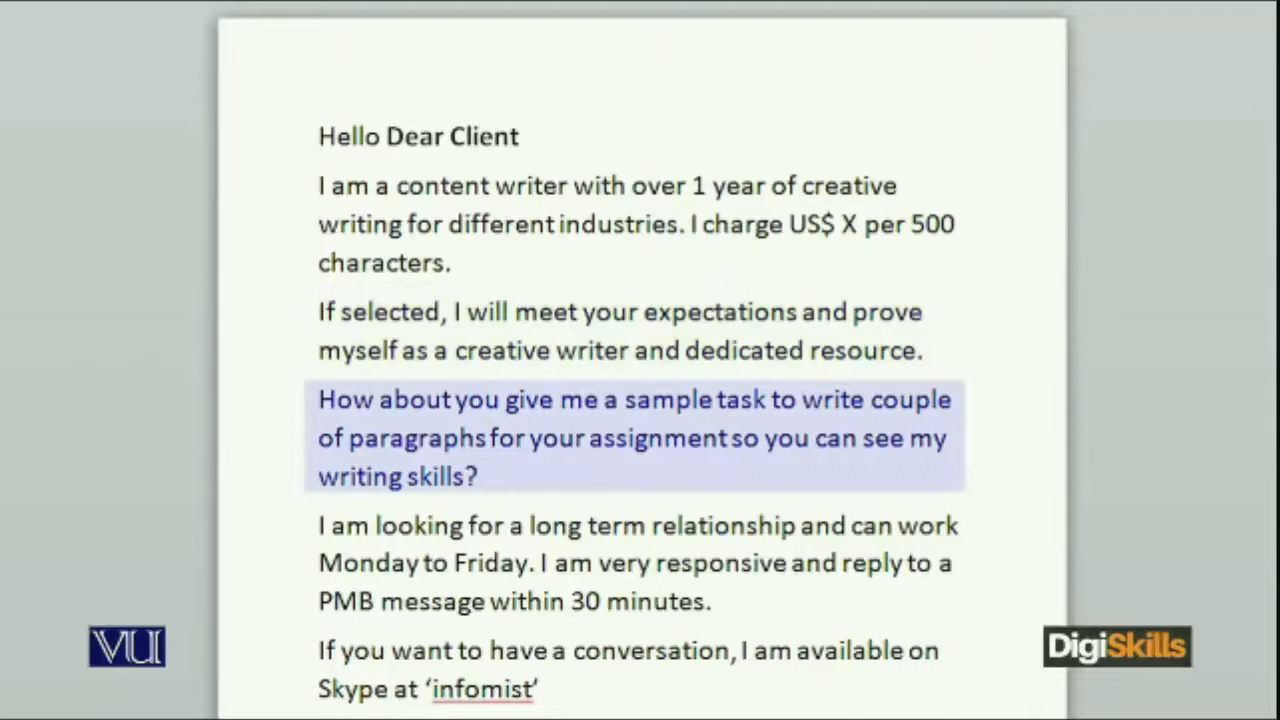 Hello Dear Client
I am a content writer with over 1 year of creative
writing for different industries. I charge US$ X per 500
characters.
If selected, I will meet your expectations and prove
myself as a creative writer and dedicated resource.
How about you give me a sample task to write couple
of paragraphs for your assignment so you can see my
writing skills?
I am looking for a long term relationship and can work
Monday to Friday. I am very responsive and reply to a
PMB message within 30 minutes.
If you want to have a conversation, I am available on
Skype at ‘infomist’
VU
DigiSkills